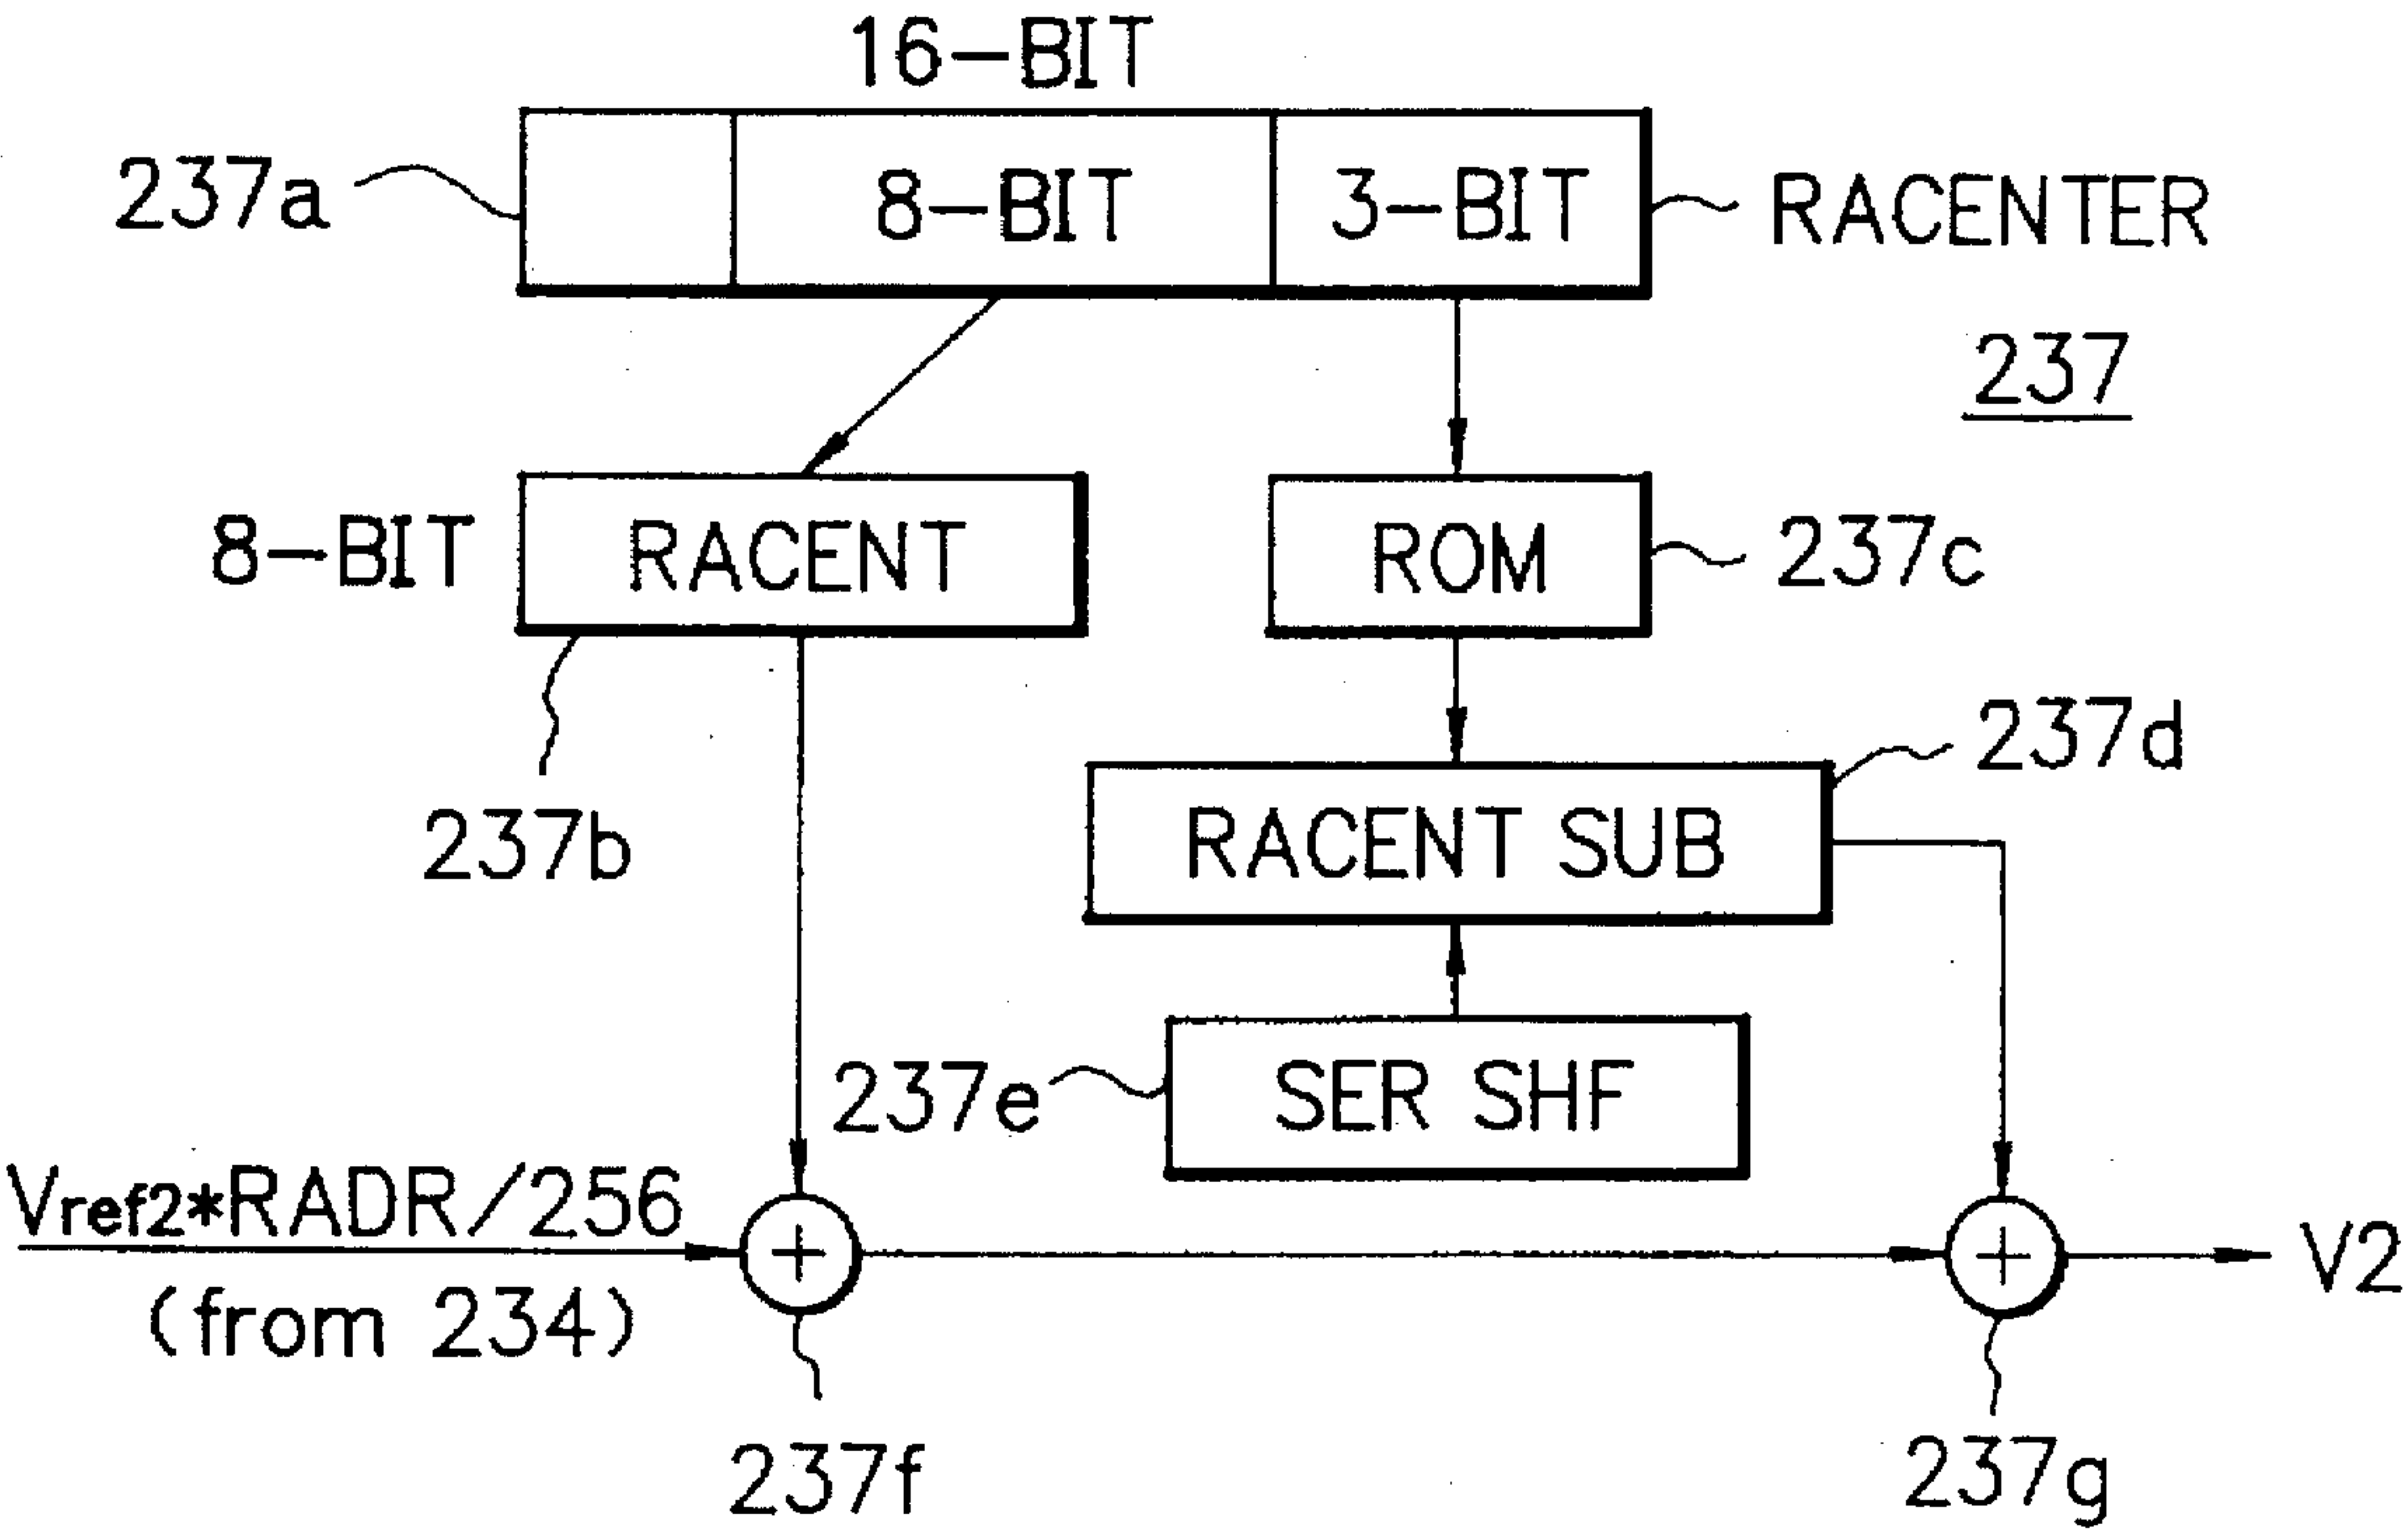 16-BIT
237a
8-BIT
3-BIT
RACENTER
237
8-BIT
RACENT
ROM
237c
237b
237d
RACENT SUB
237e
SER SHF
Vref2*RADR/256
(from 234)
+
+
V2
237f
237g